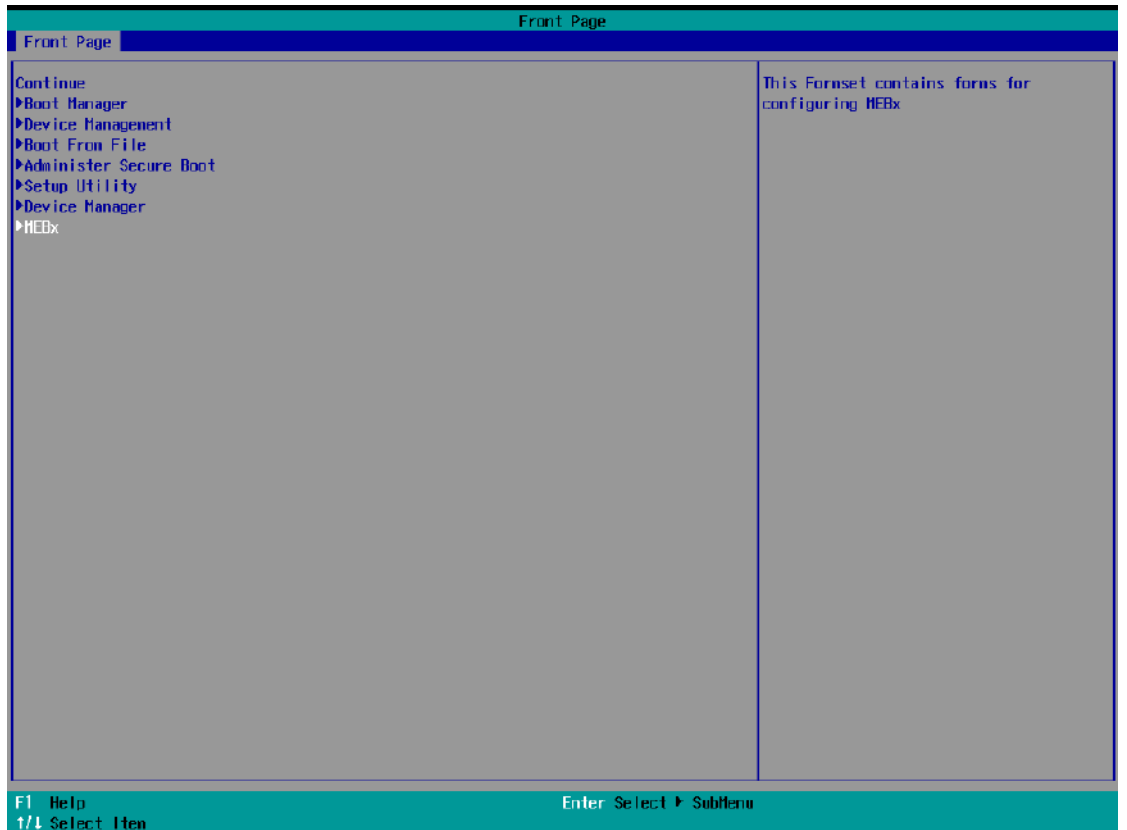 Front Page
Front Page
Continue
▶Boot Manager
▶Device Management
▶Boot From File
▶Administer Secure Boot
▶Setup Utility
▶Device Manager
▶MEBx
This Formset contains forms for
configuring MEBx
F1 Help
Enter Select ▶ SubMenu
↑/↓ Select Item